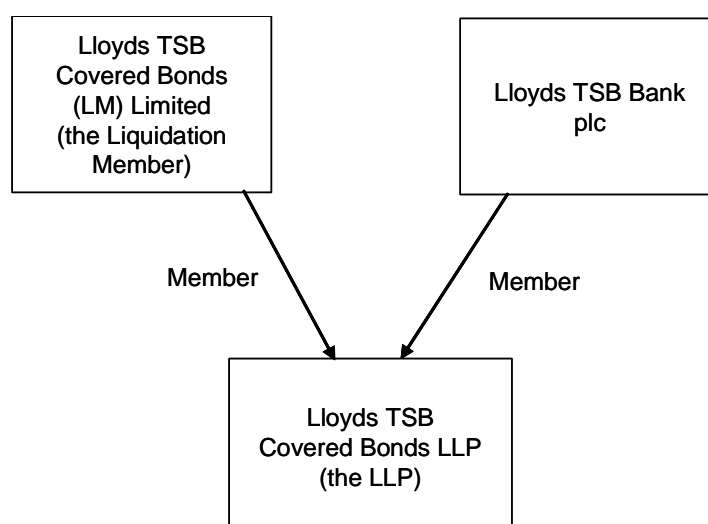 Lloyds TSB
Covered Bonds
(LM) Limited
(the Liquidation
Member)
Lloyds TSB Bank
plc
Member
Member
Lloyds TSB
Covered Bonds LLP
(the LLP)